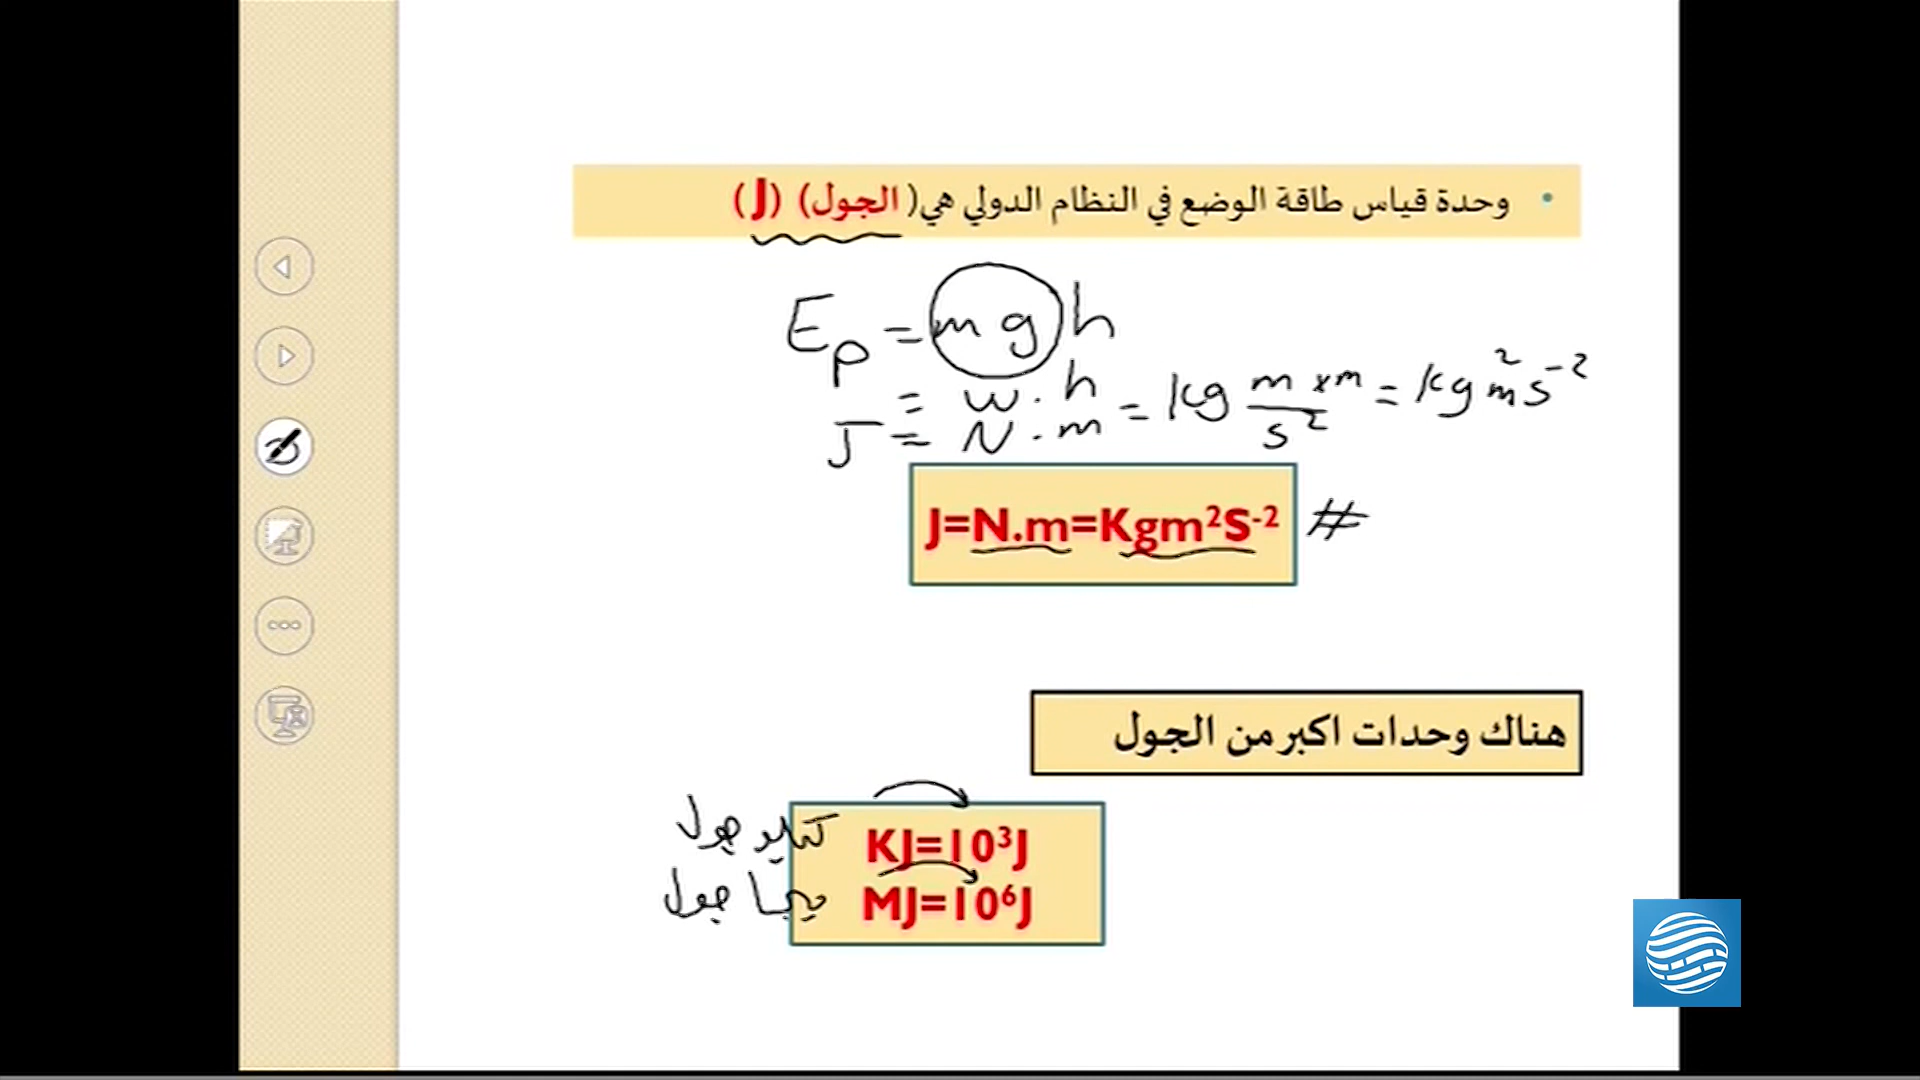 • وحدة قياس طاقة الوضع في النظام الدولي هي( الجول) (J)
Ep = mgh
= w . h
J = N . m = kg m x m / s² = kg m² s⁻²
J=N.m=Kgm²S⁻² #
هناك وحدات اكبر من الجول
كيلو جول KJ=10³J
ميجا جول MJ=10⁶J